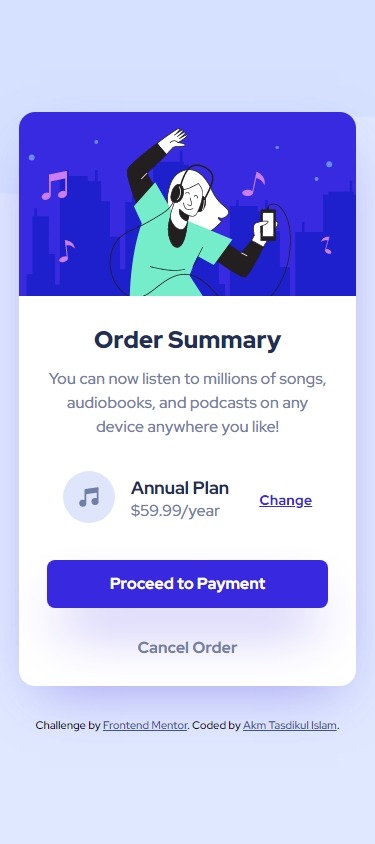 Order Summary
You can now listen to millions of songs,
audiobooks, and podcasts on any
device anywhere you like!
Annual Plan
$59.99/year
Change
Proceed to Payment
Cancel Order
Challenge by Frontend Mentor. Coded by Akm Tasdikul Islam.